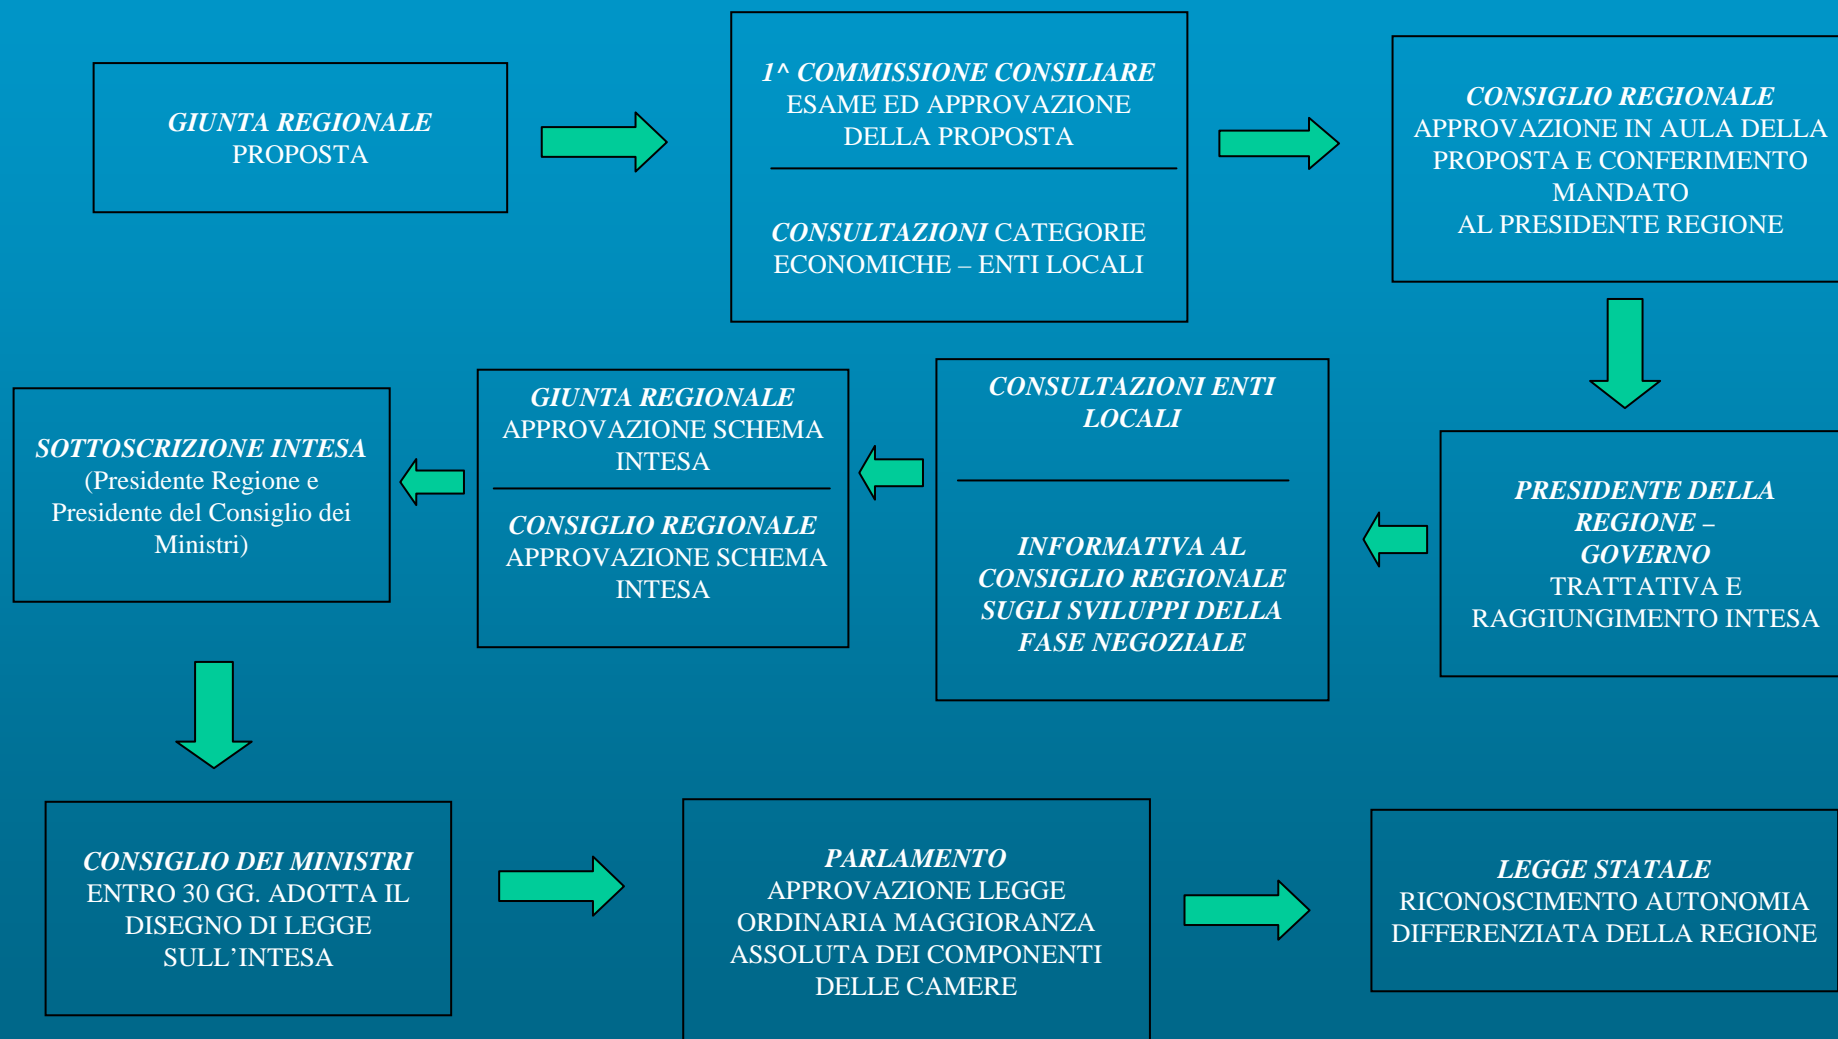 GIUNTA REGIONALE
PROPOSTA
1^ COMMISSIONE CONSILIARE
ESAME ED APPROVAZIONE
DELLA PROPOSTA
CONSULTAZIONI CATEGORIE
ECONOMICHE – ENTI LOCALI
CONSIGLIO REGIONALE
APPROVAZIONE IN AULA DELLA
PROPOSTA E CONFERIMENTO
MANDATO
AL PRESIDENTE REGIONE
PRESIDENTE DELLA
REGIONE –
GOVERNO
TRATTATIVA E
RAGGIUNGIMENTO INTESA
CONSULTAZIONI ENTI
LOCALI
INFORMATIVA AL
CONSIGLIO REGIONALE
SUGLI SVILUPPI DELLA
FASE NEGOZIALE
GIUNTA REGIONALE
APPROVAZIONE SCHEMA
INTESA
CONSIGLIO REGIONALE
APPROVAZIONE SCHEMA
INTESA
SOTTOSCRIZIONE INTESA
(Presidente Regione e
Presidente del Consiglio dei
Ministri)
CONSIGLIO DEI MINISTRI
ENTRO 30 GG. ADOTTA IL
DISEGNO DI LEGGE
SULL’INTESA
PARLAMENTO
APPROVAZIONE LEGGE
ORDINARIA MAGGIORANZA
ASSOLUTA DEI COMPONENTI
DELLE CAMERE
LEGGE STATALE
RICONOSCIMENTO AUTONOMIA
DIFFERENZIATA DELLA REGIONE